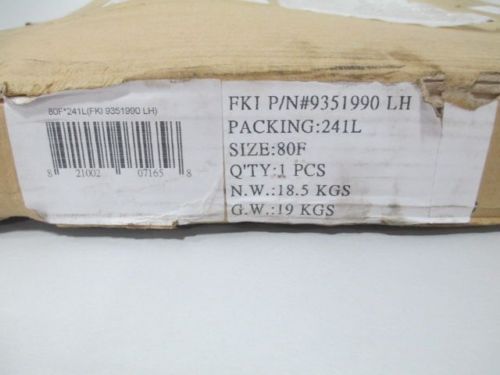 80F*241L(FKI 9351990 LH)
8 21002 07165 8
FKI P/N#9351990 LH
PACKING:241L
SIZE:80F
Q'TY:1 PCS
N.W.:18.5 KGS
G.W.:19 KGS